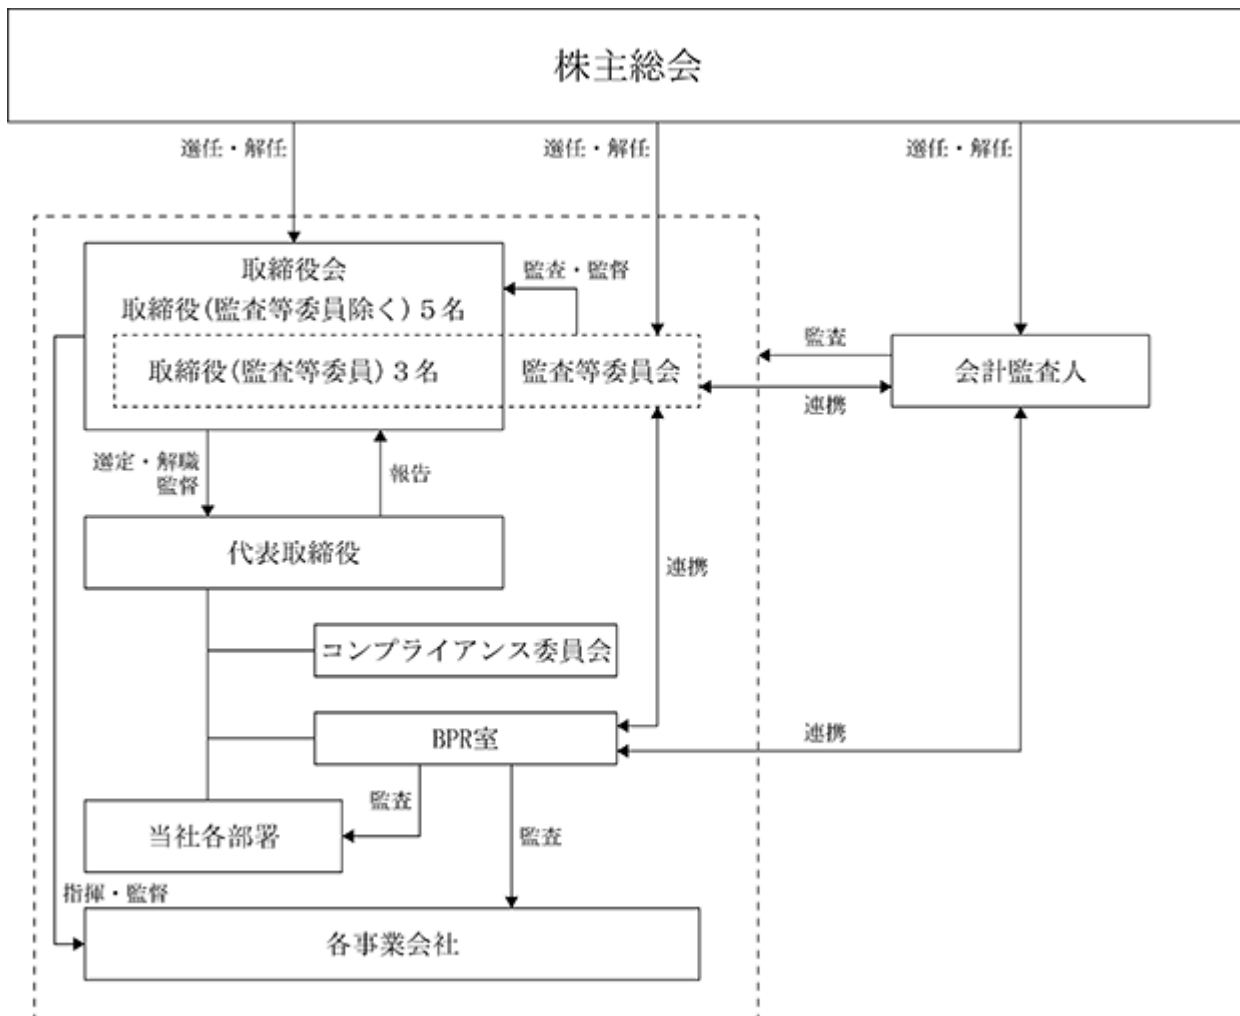 株主総会
選任・解任
選任・解任
選任・解任
取締役会
取締役(監査等委員除く)5名
監査・監督
取締役(監査等委員)3名
監査等委員会
監査
会計監査人
連携
選定・解職
監督
報告
代表取締役
連携
コンプライアンス委員会
BPR室
連携
監査
当社各部署
監査
指揮・監督
各事業会社